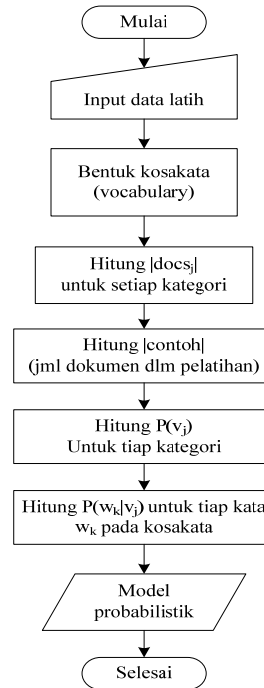 Mulai
Input data latih
Bentuk kosakata
(vocabulary)
Hitung |docsⱼ|
untuk setiap kategori
Hitung |contoh|
(jml dokumen dlm pelatihan)
Hitung P(vⱼ)
Untuk tiap kategori
Hitung P(wₖ|vⱼ) untuk tiap kata
wₖ pada kosakata
Model
probabilistik
Selesai